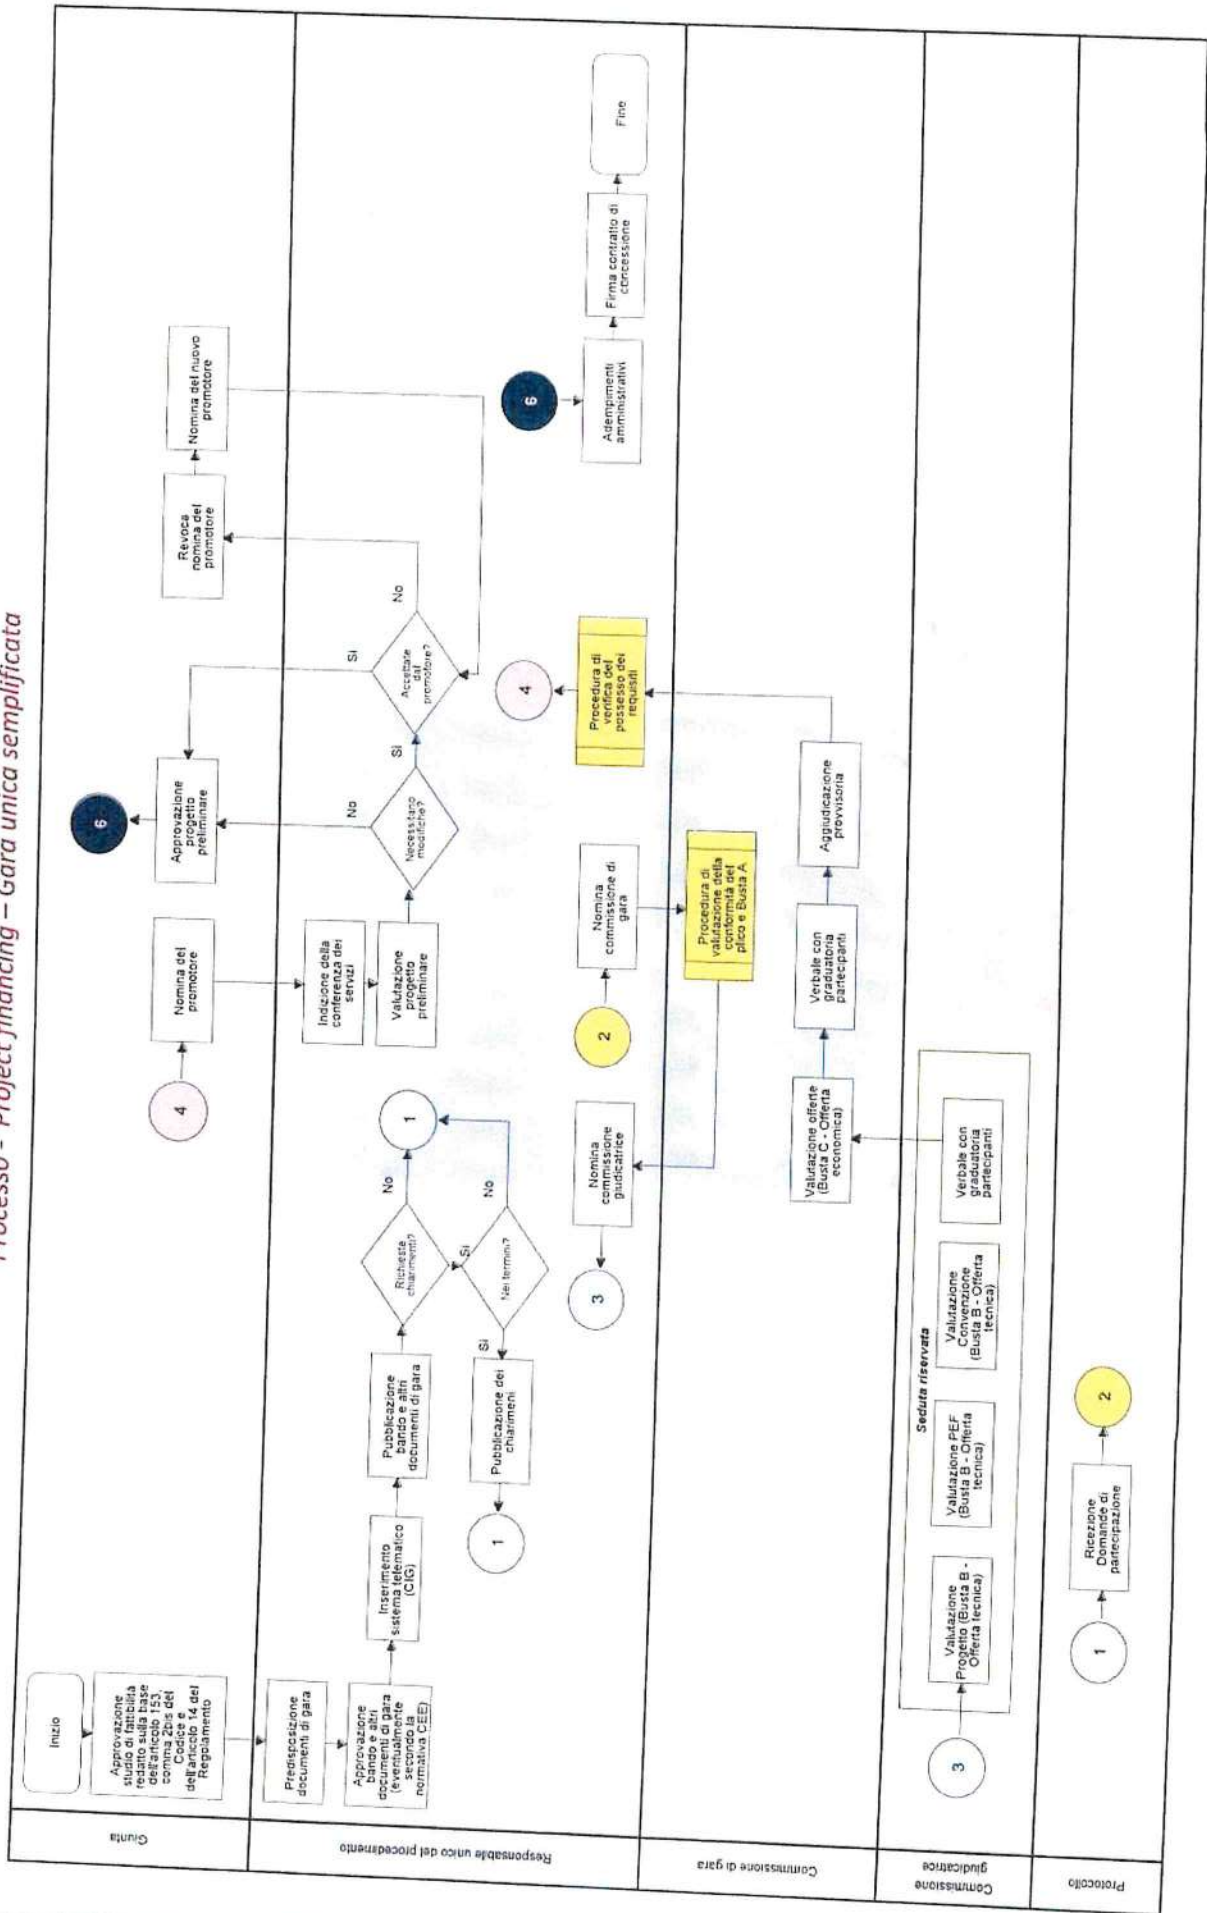 Processo - Project financing – Gara unica semplificata
Giunta
Inizio
Approvazione
studio di fattibilità
redatto sulla base
dell'articolo 153,
comma 2bis del
Codice e
dell'articolo 14 del
Regolamento
4
Nomina del
promotore
6
Approvazione
progetto
preliminare
Revoca
nomina del
promotore
Nomina del nuovo
promotore
Responsabile unico del procedimento
Predisposizione
documenti di gara
Approvazione
bando e altri
documenti di gara
(eventualmente
secondo la
normativa CEE)
Inserimento
sistema telematico
(CIG)
Pubblicazione
bando e altri
documenti di gara
Richieste
chiarimenti?
No
1
Si
Nei termini?
No
Si
Pubblicazione dei
chiarimeni
1
Indizione della
conferenza dei
servizi
Valutazione
progetto
preliminare
Necessitano
modifiche?
No
Si
Accettate
dal
promotore?
Si
No
3
Nomina
commissione
giudicatrice
2
Nomina
commissione di
gara
4
Procedura di
verifica del
possesso dei
requisiti
6
Adempimenti
amministrativi
Firma contratto di
concessione
Fine
Commissione di gara
Procedura di
valutazione della
conformità del
plico e Busta A
Valutazione offerte
(Busta C - Offerta
economica)
Verbale con
graduatoria
partecipanti
Aggiudicazione
provvisoria
Commissione
giudicatrice
Seduta riservata
3
Valutazione
Progetto (Busta B -
Offerta tecnica)
Valutazione PEF
(Busta B - Offerta
tecnica)
Valutazione
Convenzione
(Busta B - Offerta
tecnica)
Verbale con
graduatoria
partecipanti
Protocollo
1
Ricezione
Domande di
partecipazione
2